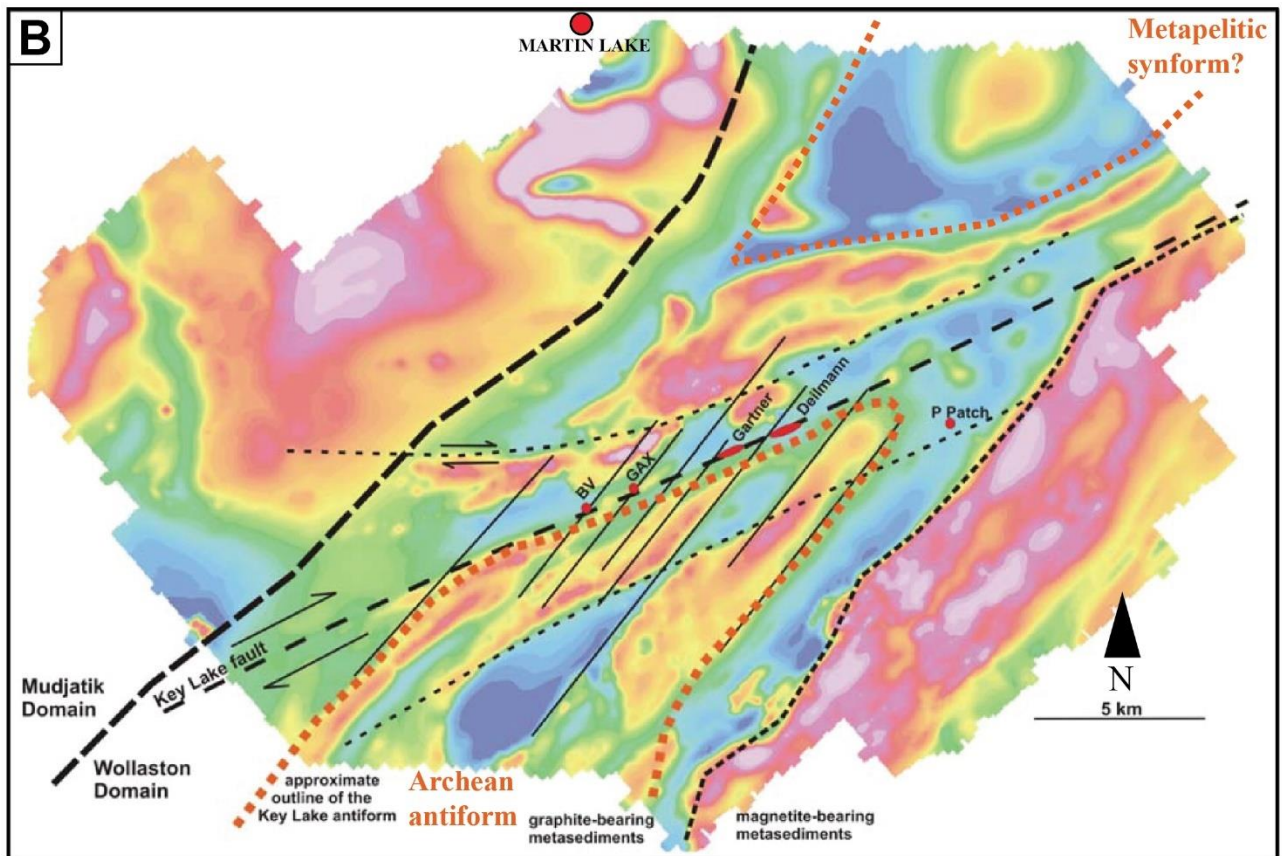 B
MARTIN LAKE
Metapelitic
synform?
Deilmann
Gartner
P Patch
GAX
BV
N
5 km
Key Lake fault
Mudjatik
Domain
Wollaston
Domain
approximate
outline of the
Key Lake antiform
Archean
antiform
graphite-bearing
metasediments
magnetite-bearing
metasediments